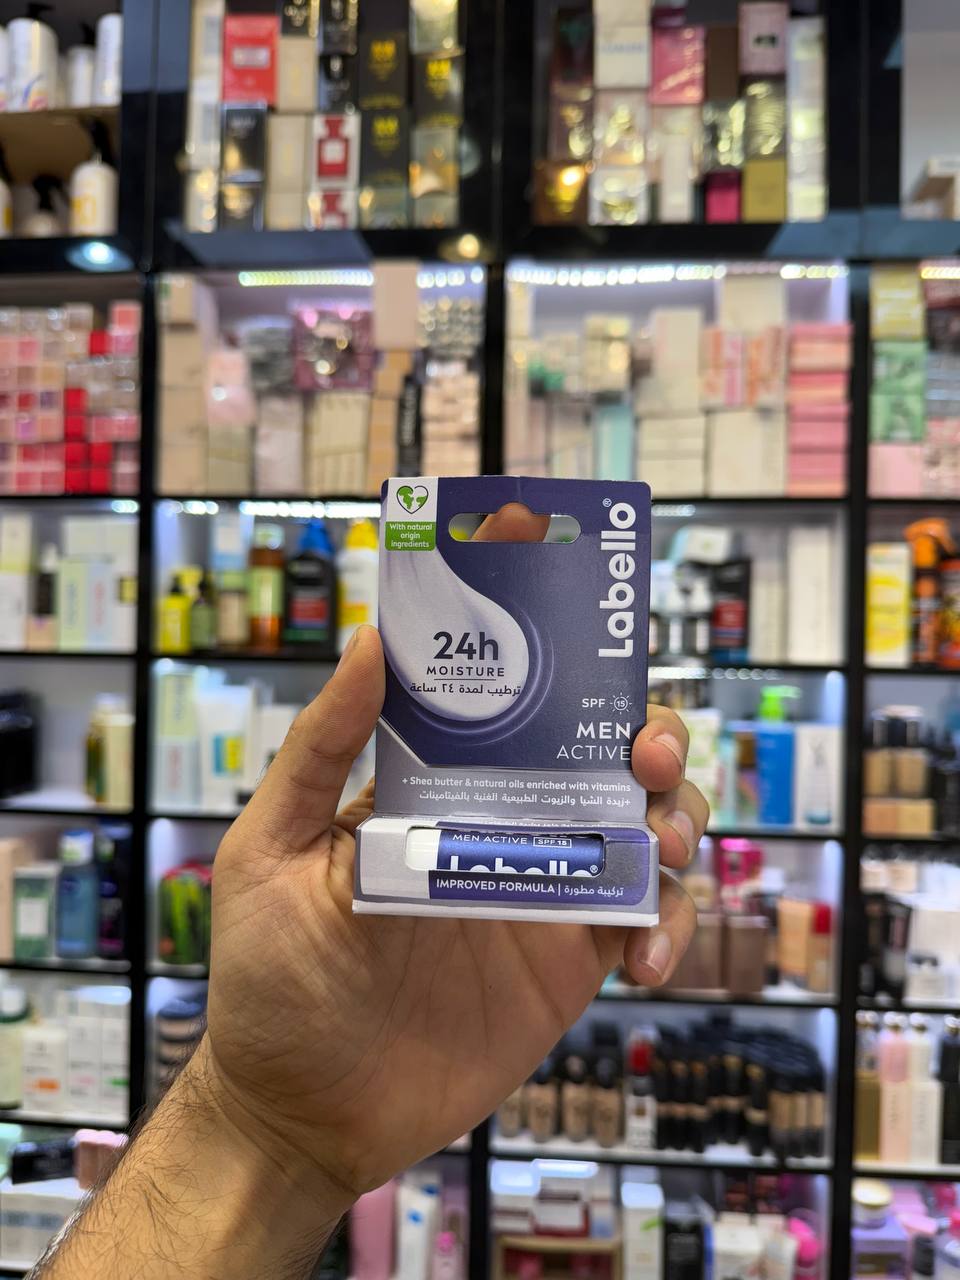 With natural
origin
ingredients
Labello®
24h
MOISTURE
ترطيب لمدة ٢٤ ساعة
SPF 15
MEN
ACTIVE
+ Shea butter & natural oils enriched with vitamins
+زبدة الشيا والزيوت الطبيعية الغنية بالفيتامينات
MEN ACTIVE SPF 15
Labello®
IMPROVED FORMULA | تركيبة مطورة